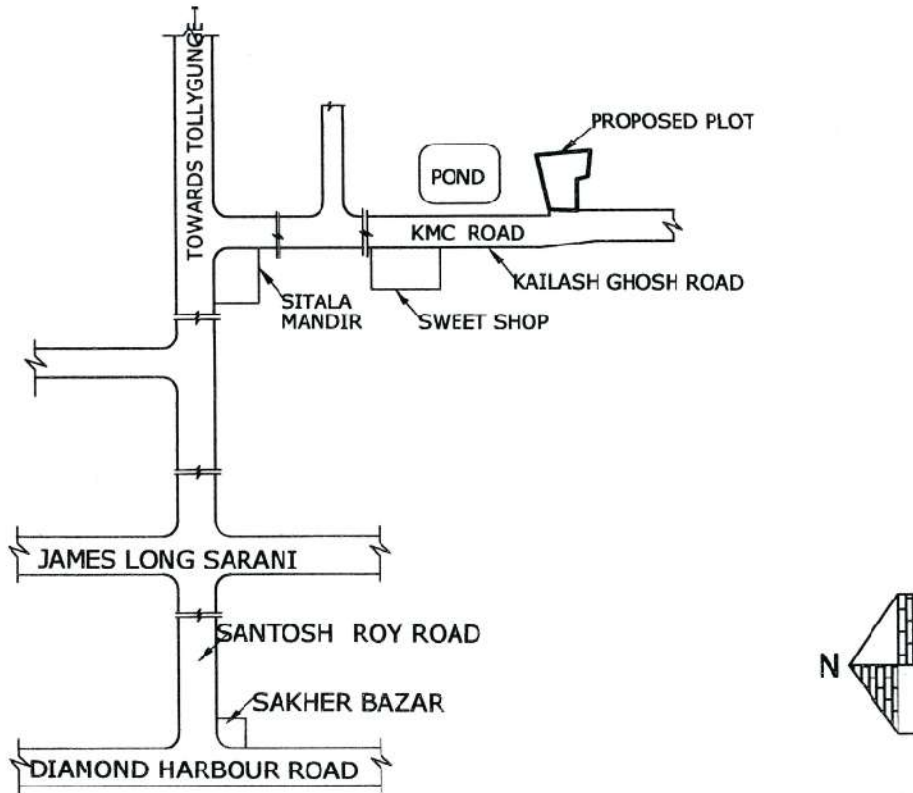 TOWARDS TOLLYGUNGE
PROPOSED PLOT
POND
KMC ROAD
KAILASH GHOSH ROAD
SITALA
MANDIR
SWEET SHOP
JAMES LONG SARANI
SANTOSH ROY ROAD
N
SAKHER BAZAR
DIAMOND HARBOUR ROAD